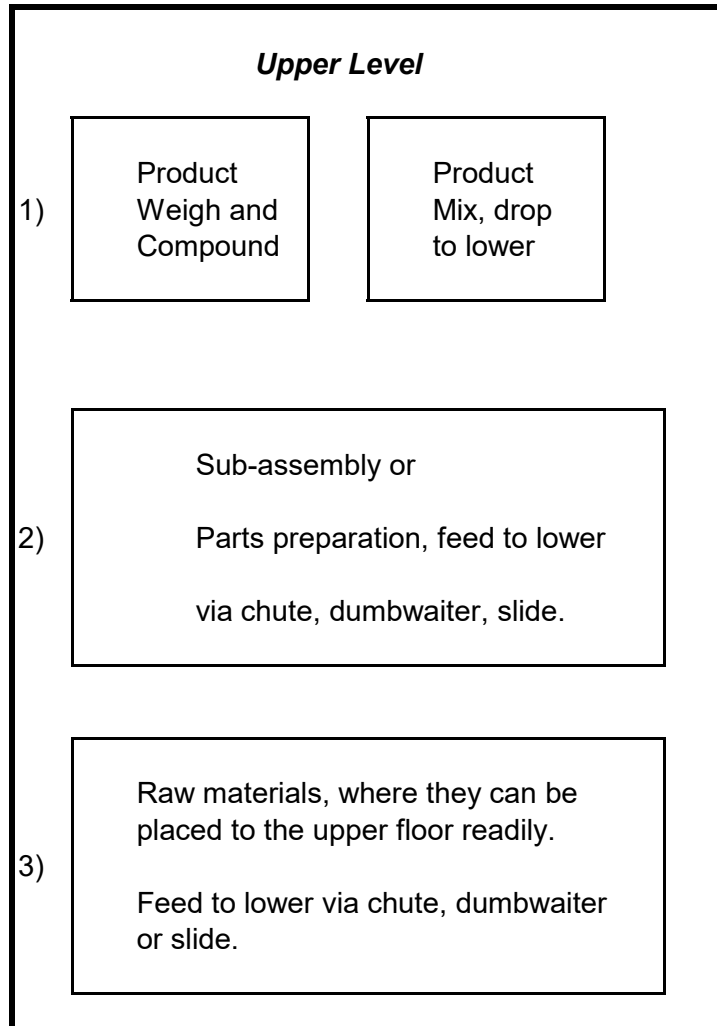 Upper Level
1)
Product
Weigh and
Compound
Product
Mix, drop
to lower
2)
Sub-assembly or
Parts preparation, feed to lower
via chute, dumbwaiter, slide.
3)
Raw materials, where they can be
placed to the upper floor readily.
Feed to lower via chute, dumbwaiter
or slide.